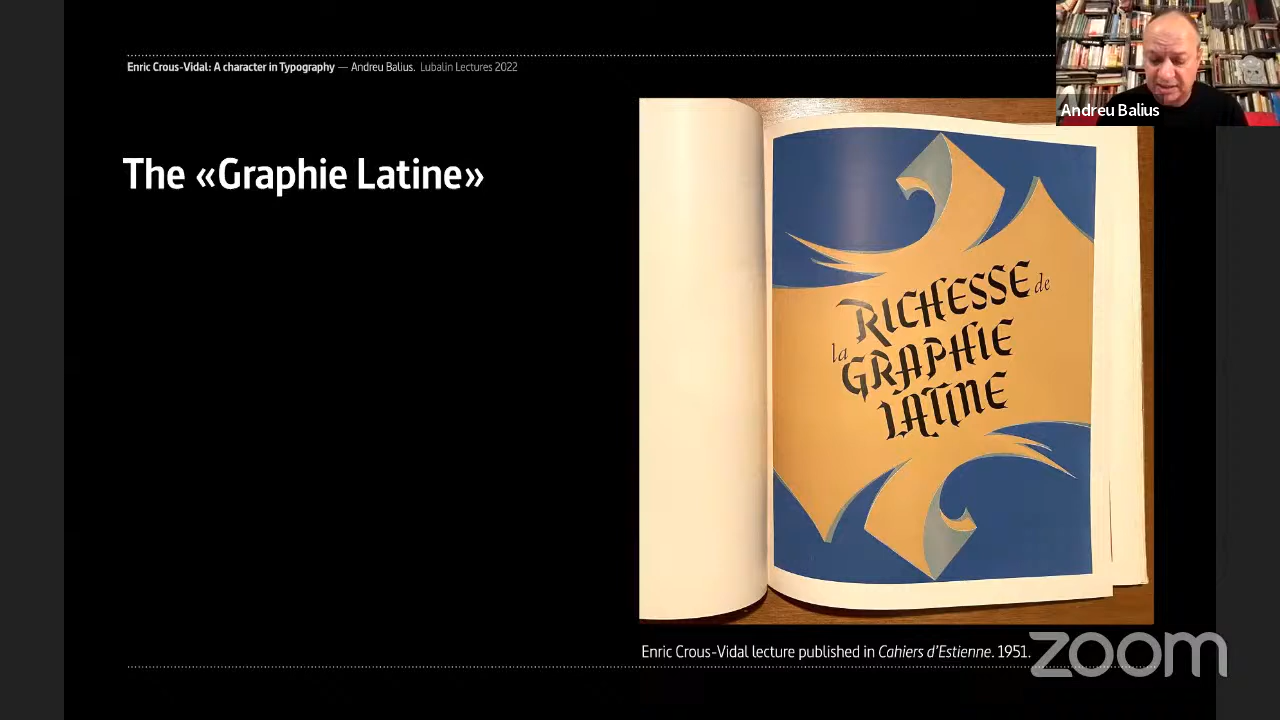 Enric Crous-Vidal: A character in Typography — Andreu Balius. Lubalin Lectures 2022
Andreu Balius
The «Graphie Latine»
RICHESSE de
la GRAPHIE
LATINE
Enric Crous-Vidal lecture published in Cahiers d'Estienne. 1951.
zoom